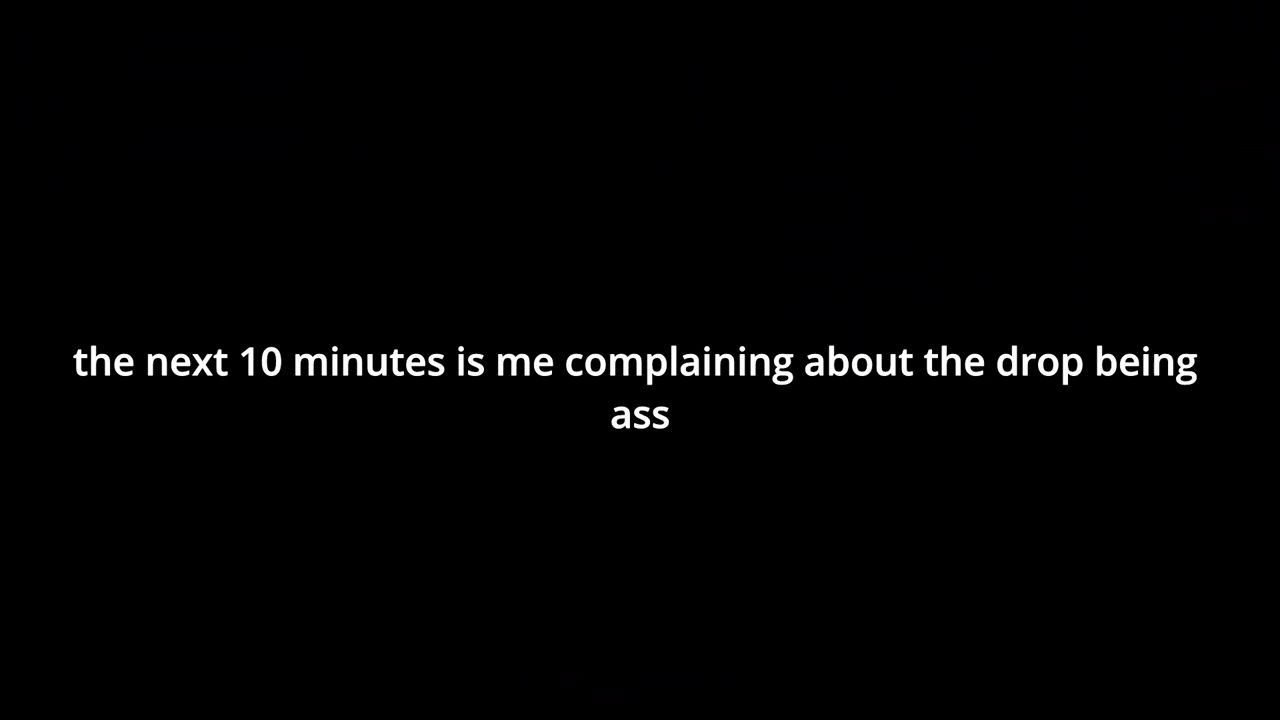 the next 10 minutes is me complaining about the drop being
ass